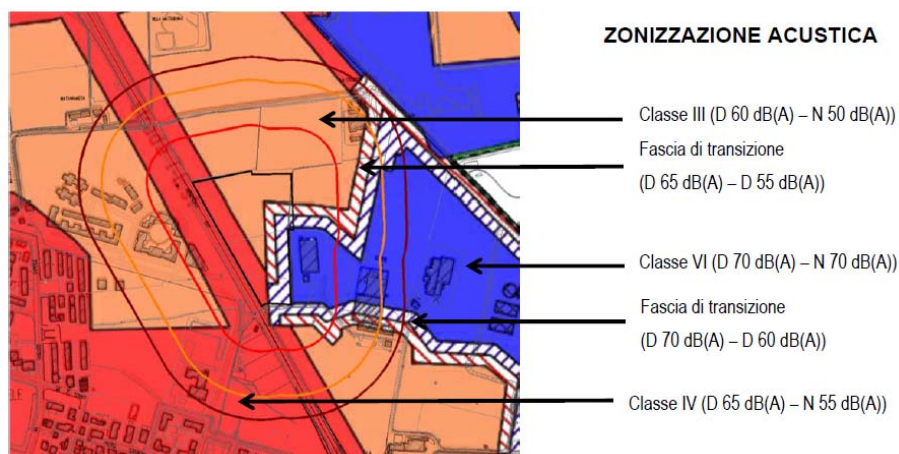 ZONIZZAZIONE ACUSTICA
Classe III (D 60 dB(A) – N 50 dB(A))
Fascia di transizione
(D 65 dB(A) – D 55 dB(A))
Classe VI (D 70 dB(A) – N 70 dB(A))
Fascia di transizione
(D 70 dB(A) – D 60 dB(A))
Classe IV (D 65 dB(A) – N 55 dB(A))